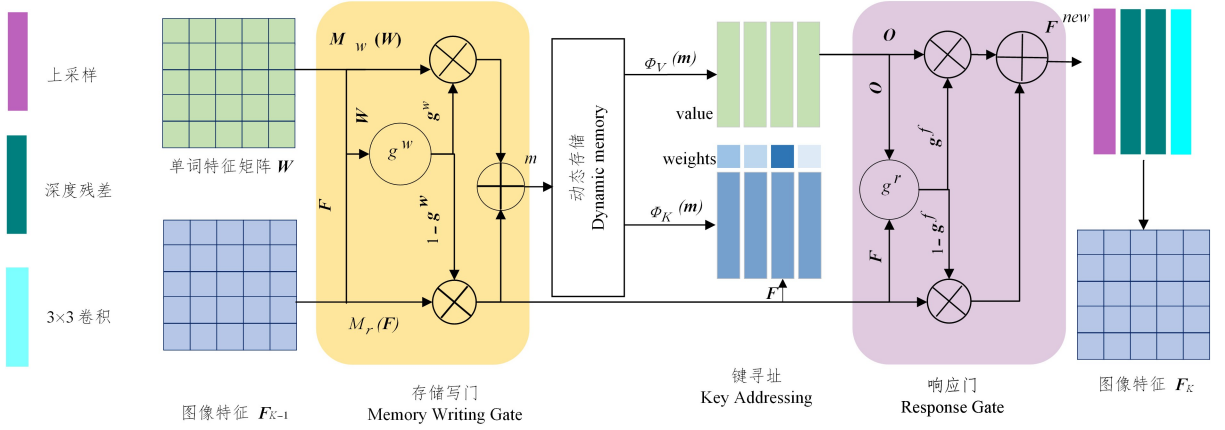 上采样
深度残差
3×3 卷积
单词特征矩阵 W
图像特征 F_{K-1}
M_w (W)
W
F
g^w
g^w
1-g^w
M_r (F)
m
存储写门
Memory Writing Gate
动态存储
Dynamic memory
Φ_V (m)
Φ_K (m)
value
weights
F
键寻址
Key Addressing
O
O
g^r
F
g^f
1-g^f
响应门
Response Gate
F^{new}
图像特征 F_K